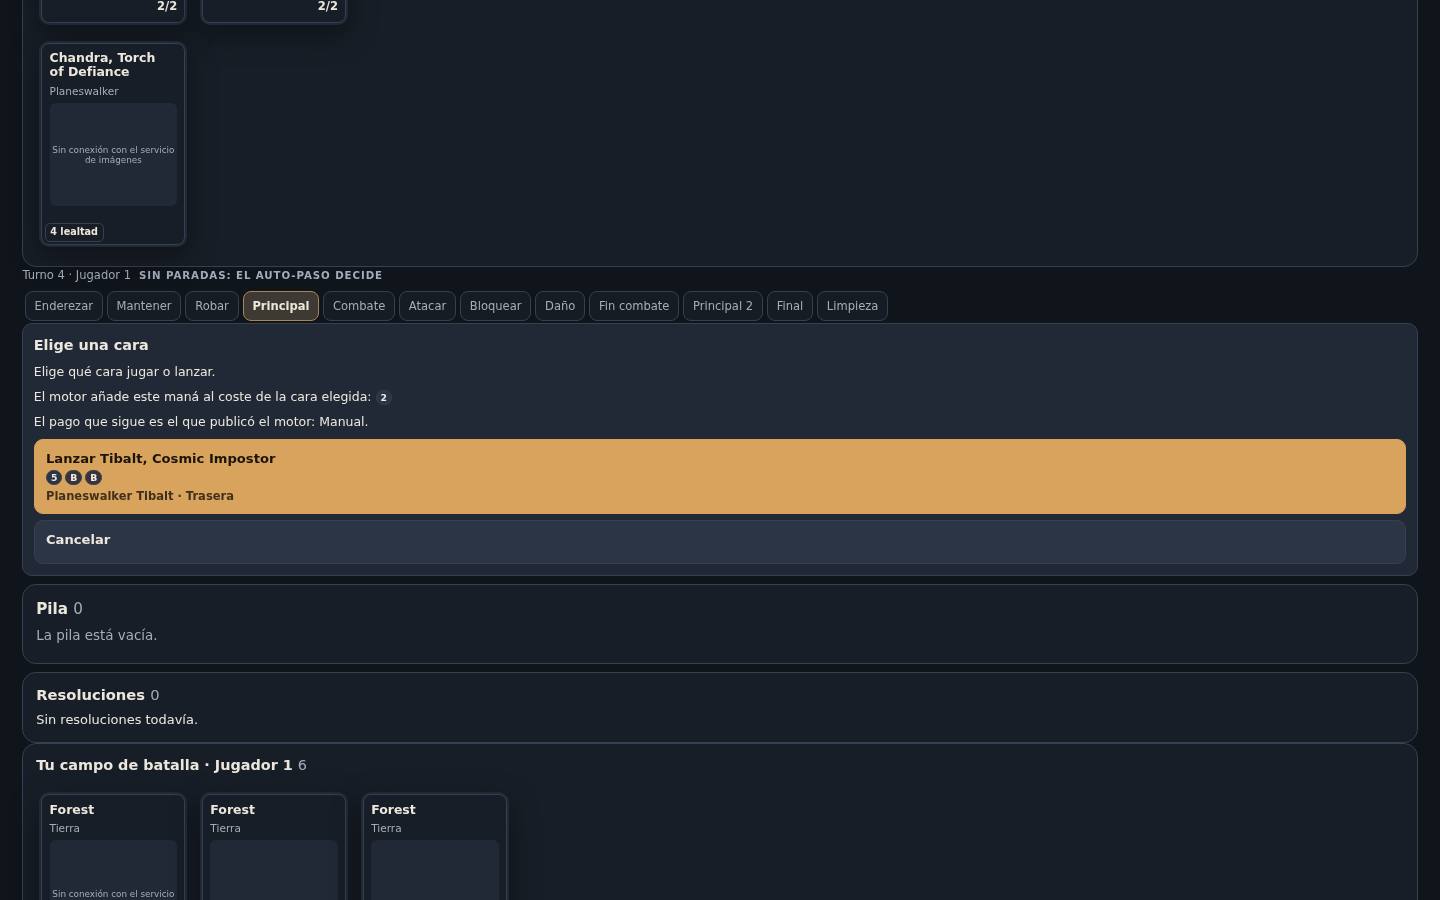 2/2
2/2
Chandra, Torch
of Defiance
Planeswalker
Sin conexión con el servicio
de imágenes
4 lealtad
Turno 4 · Jugador 1 SIN PARADAS: EL AUTO-PASO DECIDE
Enderezar Mantener Robar Principal Combate Atacar Bloquear Daño Fin combate Principal 2 Final Limpieza
Elige una cara
Elige qué cara jugar o lanzar.
El motor añade este maná al coste de la cara elegida: 2
El pago que sigue es el que publicó el motor: Manual.
Lanzar Tibalt, Cosmic Impostor
5 B B
Planeswalker Tibalt · Trasera
Cancelar
Pila 0
La pila está vacía.
Resoluciones 0
Sin resoluciones todavía.
Tu campo de batalla · Jugador 1 6
Forest Forest Forest
Tierra Tierra Tierra
Sin conexión con el servicio